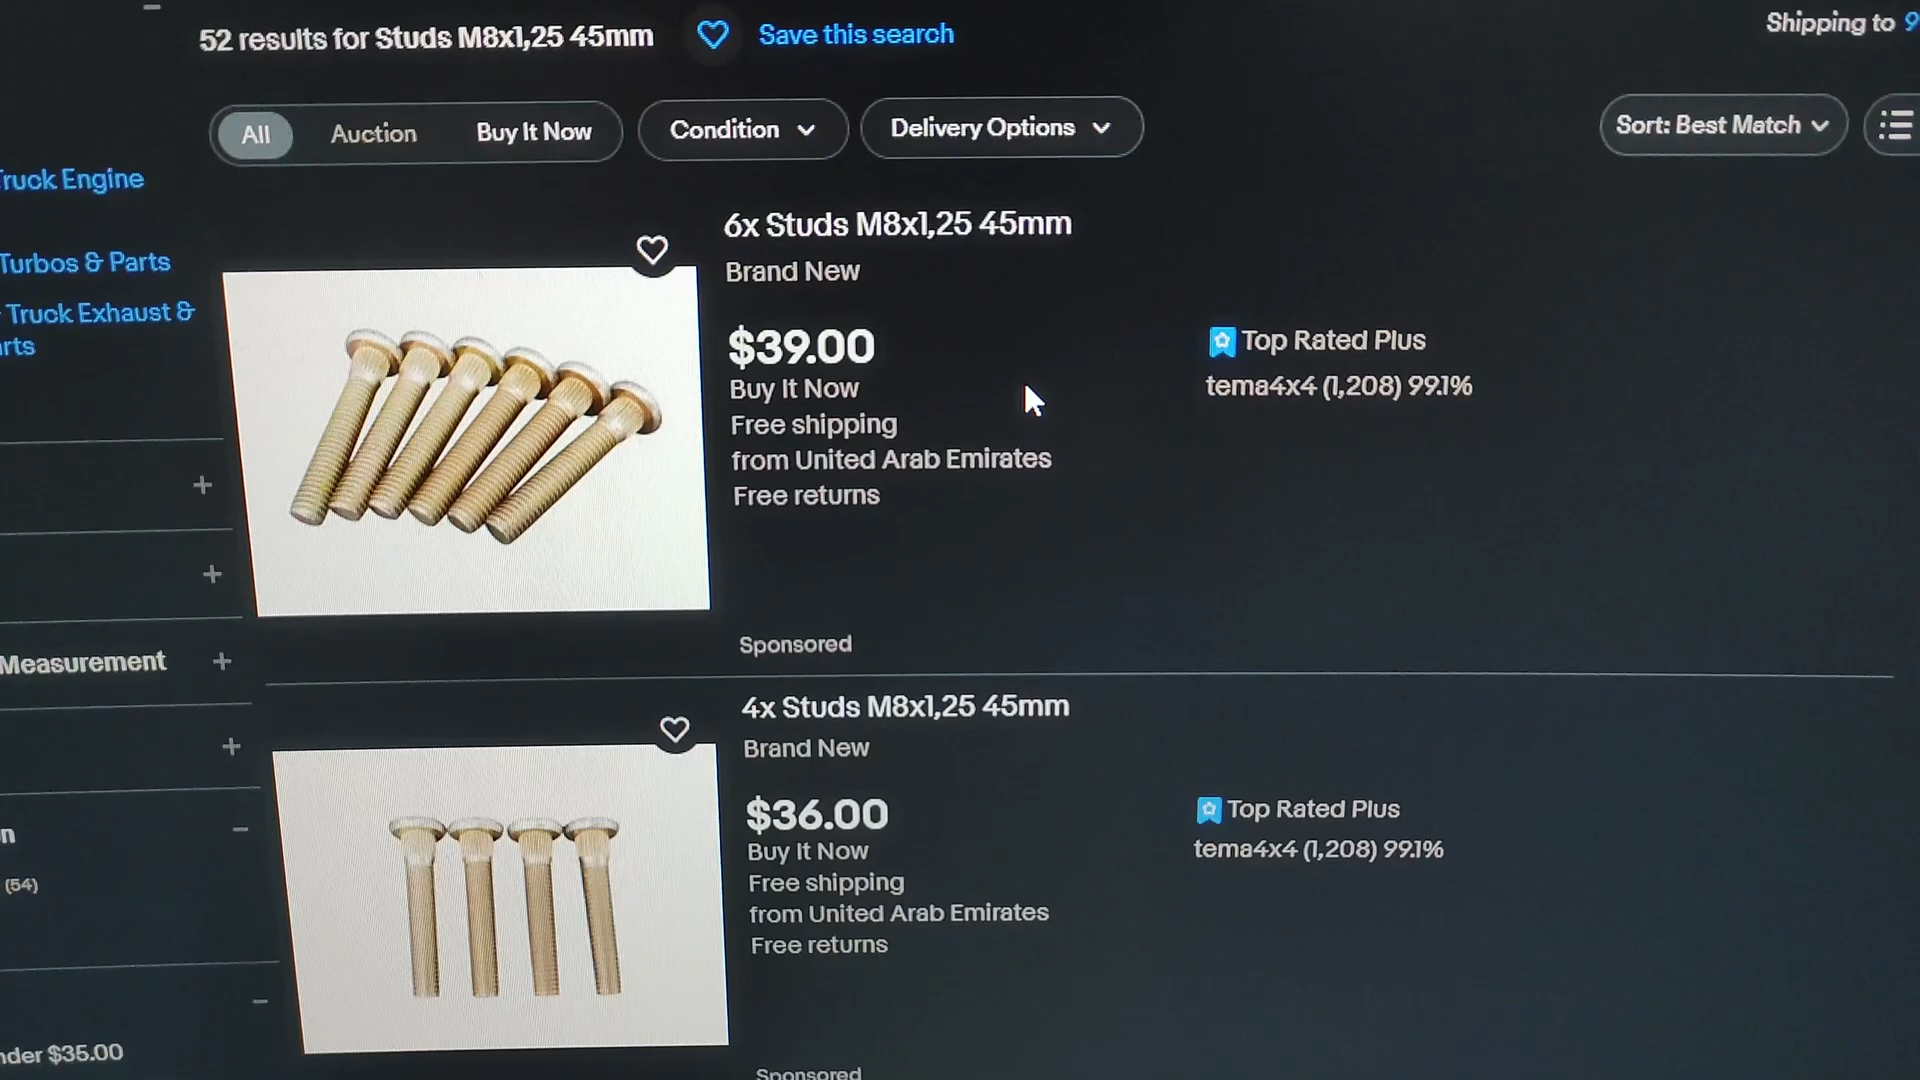 52 results for Studs M8x1,25 45mm
Save this search
Shipping to 9
All
Auction
Buy It Now
Condition
Delivery Options
Sort: Best Match
Truck Engine
Turbos & Parts
Truck Exhaust &
arts
Measurement
n
(54)
nder $35.00
6x Studs M8x1,25 45mm
Brand New
$39.00
Buy It Now
Free shipping
from United Arab Emirates
Free returns
Top Rated Plus
tema4x4 (1,208) 99.1%
Sponsored
4x Studs M8x1,25 45mm
Brand New
$36.00
Buy It Now
Free shipping
from United Arab Emirates
Free returns
Top Rated Plus
tema4x4 (1,208) 99.1%
Sponsored